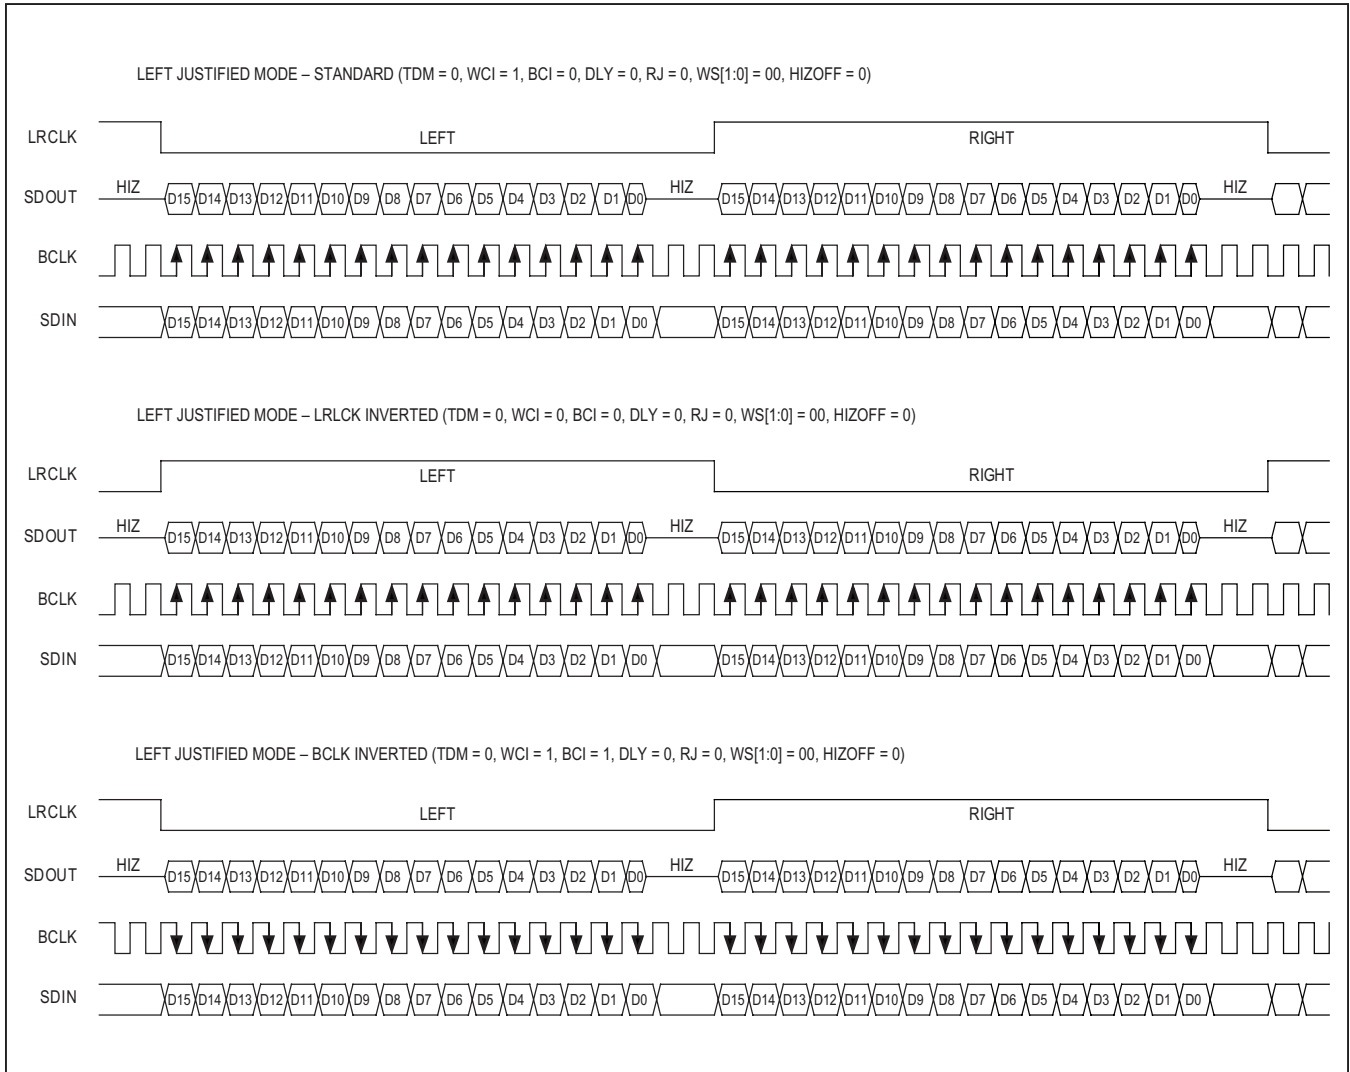 LEFT JUSTIFIED MODE – STANDARD (TDM = 0, WCI = 1, BCI = 0, DLY = 0, RJ = 0, WS[1:0] = 00, HIZOFF = 0)
LRCLK LEFT RIGHT
SDOUT HIZ D15 D14 D13 D12 D11 D10 D9 D8 D7 D6 D5 D4 D3 D2 D1 D0 HIZ D15 D14 D13 D12 D11 D10 D9 D8 D7 D6 D5 D4 D3 D2 D1 D0 HIZ
BCLK
SDIN D15 D14 D13 D12 D11 D10 D9 D8 D7 D6 D5 D4 D3 D2 D1 D0 D15 D14 D13 D12 D11 D10 D9 D8 D7 D6 D5 D4 D3 D2 D1 D0
LEFT JUSTIFIED MODE – LRLCK INVERTED (TDM = 0, WCI = 0, BCI = 0, DLY = 0, RJ = 0, WS[1:0] = 00, HIZOFF = 0)
LRCLK LEFT RIGHT
SDOUT HIZ D15 D14 D13 D12 D11 D10 D9 D8 D7 D6 D5 D4 D3 D2 D1 D0 HIZ D15 D14 D13 D12 D11 D10 D9 D8 D7 D6 D5 D4 D3 D2 D1 D0 HIZ
BCLK
SDIN D15 D14 D13 D12 D11 D10 D9 D8 D7 D6 D5 D4 D3 D2 D1 D0 D15 D14 D13 D12 D11 D10 D9 D8 D7 D6 D5 D4 D3 D2 D1 D0
LEFT JUSTIFIED MODE – BCLK INVERTED (TDM = 0, WCI = 1, BCI = 1, DLY = 0, RJ = 0, WS[1:0] = 00, HIZOFF = 0)
LRCLK LEFT RIGHT
SDOUT HIZ D15 D14 D13 D12 D11 D10 D9 D8 D7 D6 D5 D4 D3 D2 D1 D0 HIZ D15 D14 D13 D12 D11 D10 D9 D8 D7 D6 D5 D4 D3 D2 D1 D0 HIZ
BCLK
SDIN D15 D14 D13 D12 D11 D10 D9 D8 D7 D6 D5 D4 D3 D2 D1 D0 D15 D14 D13 D12 D11 D10 D9 D8 D7 D6 D5 D4 D3 D2 D1 D0